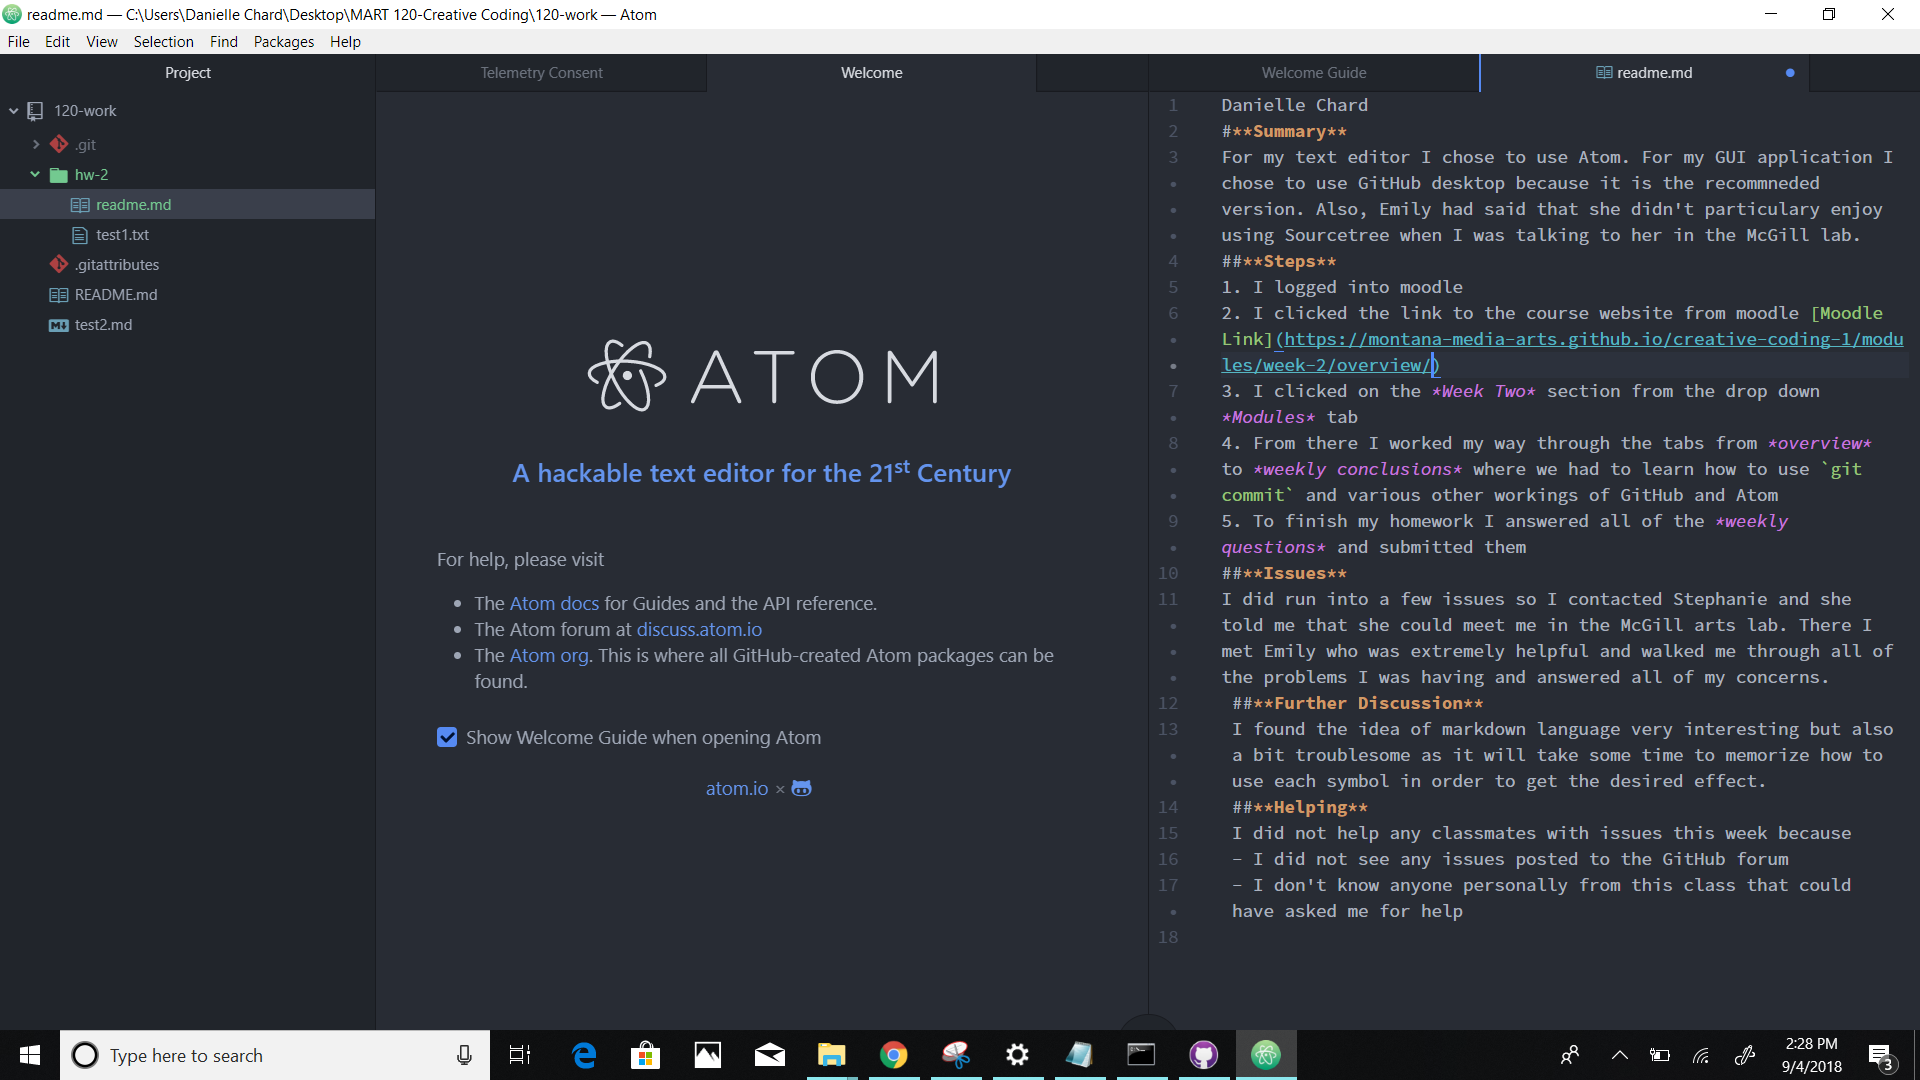 readme.md — C:\Users\Danielle Chard\Desktop\MART 120-Creative Coding\120-work — Atom
File Edit View Selection Find Packages Help
Project
120-work
.git
hw-2
readme.md
test1.txt
.gitattributes
README.md
test2.md
Telemetry Consent
Welcome
ATOM
A hackable text editor for the 21st Century
For help, please visit
• The Atom docs for Guides and the API reference.
• The Atom forum at discuss.atom.io
• The Atom org. This is where all GitHub-created Atom packages can be
found.
Show Welcome Guide when opening Atom
atom.io ×
Welcome Guide
readme.md
1 Danielle Chard
2 #**Summary**
3 For my text editor I chose to use Atom. For my GUI application I
• chose to use GitHub desktop because it is the recommneded
• version. Also, Emily had said that she didn't particulary enjoy
• using Sourcetree when I was talking to her in the McGill lab.
4 ##**Steps**
5 1. I logged into moodle
6 2. I clicked the link to the course website from moodle [Moodle
• Link](https://montana-media-arts.github.io/creative-coding-1/modu
• les/week-2/overview/)
7 3. I clicked on the *Week Two* section from the drop down
• *Modules* tab
8 4. From there I worked my way through the tabs from *overview*
• to *weekly conclusions* where we had to learn how to use `git
• commit` and various other workings of GitHub and Atom
9 5. To finish my homework I answered all of the *weekly
• questions* and submitted them
10 ##**Issues**
11 I did run into a few issues so I contacted Stephanie and she
• told me that she could meet me in the McGill arts lab. There I
• met Emily who was extremely helpful and walked me through all of
• the problems I was having and answered all of my concerns.
12 ##**Further Discussion**
13 I found the idea of markdown language very interesting but also
• a bit troublesome as it will take some time to memorize how to
• use each symbol in order to get the desired effect.
14 ##**Helping**
15 I did not help any classmates with issues this week because
16 - I did not see any issues posted to the GitHub forum
17 - I don't know anyone personally from this class that could
• have asked me for help
18
Type here to search
2:28 PM
9/4/2018
3